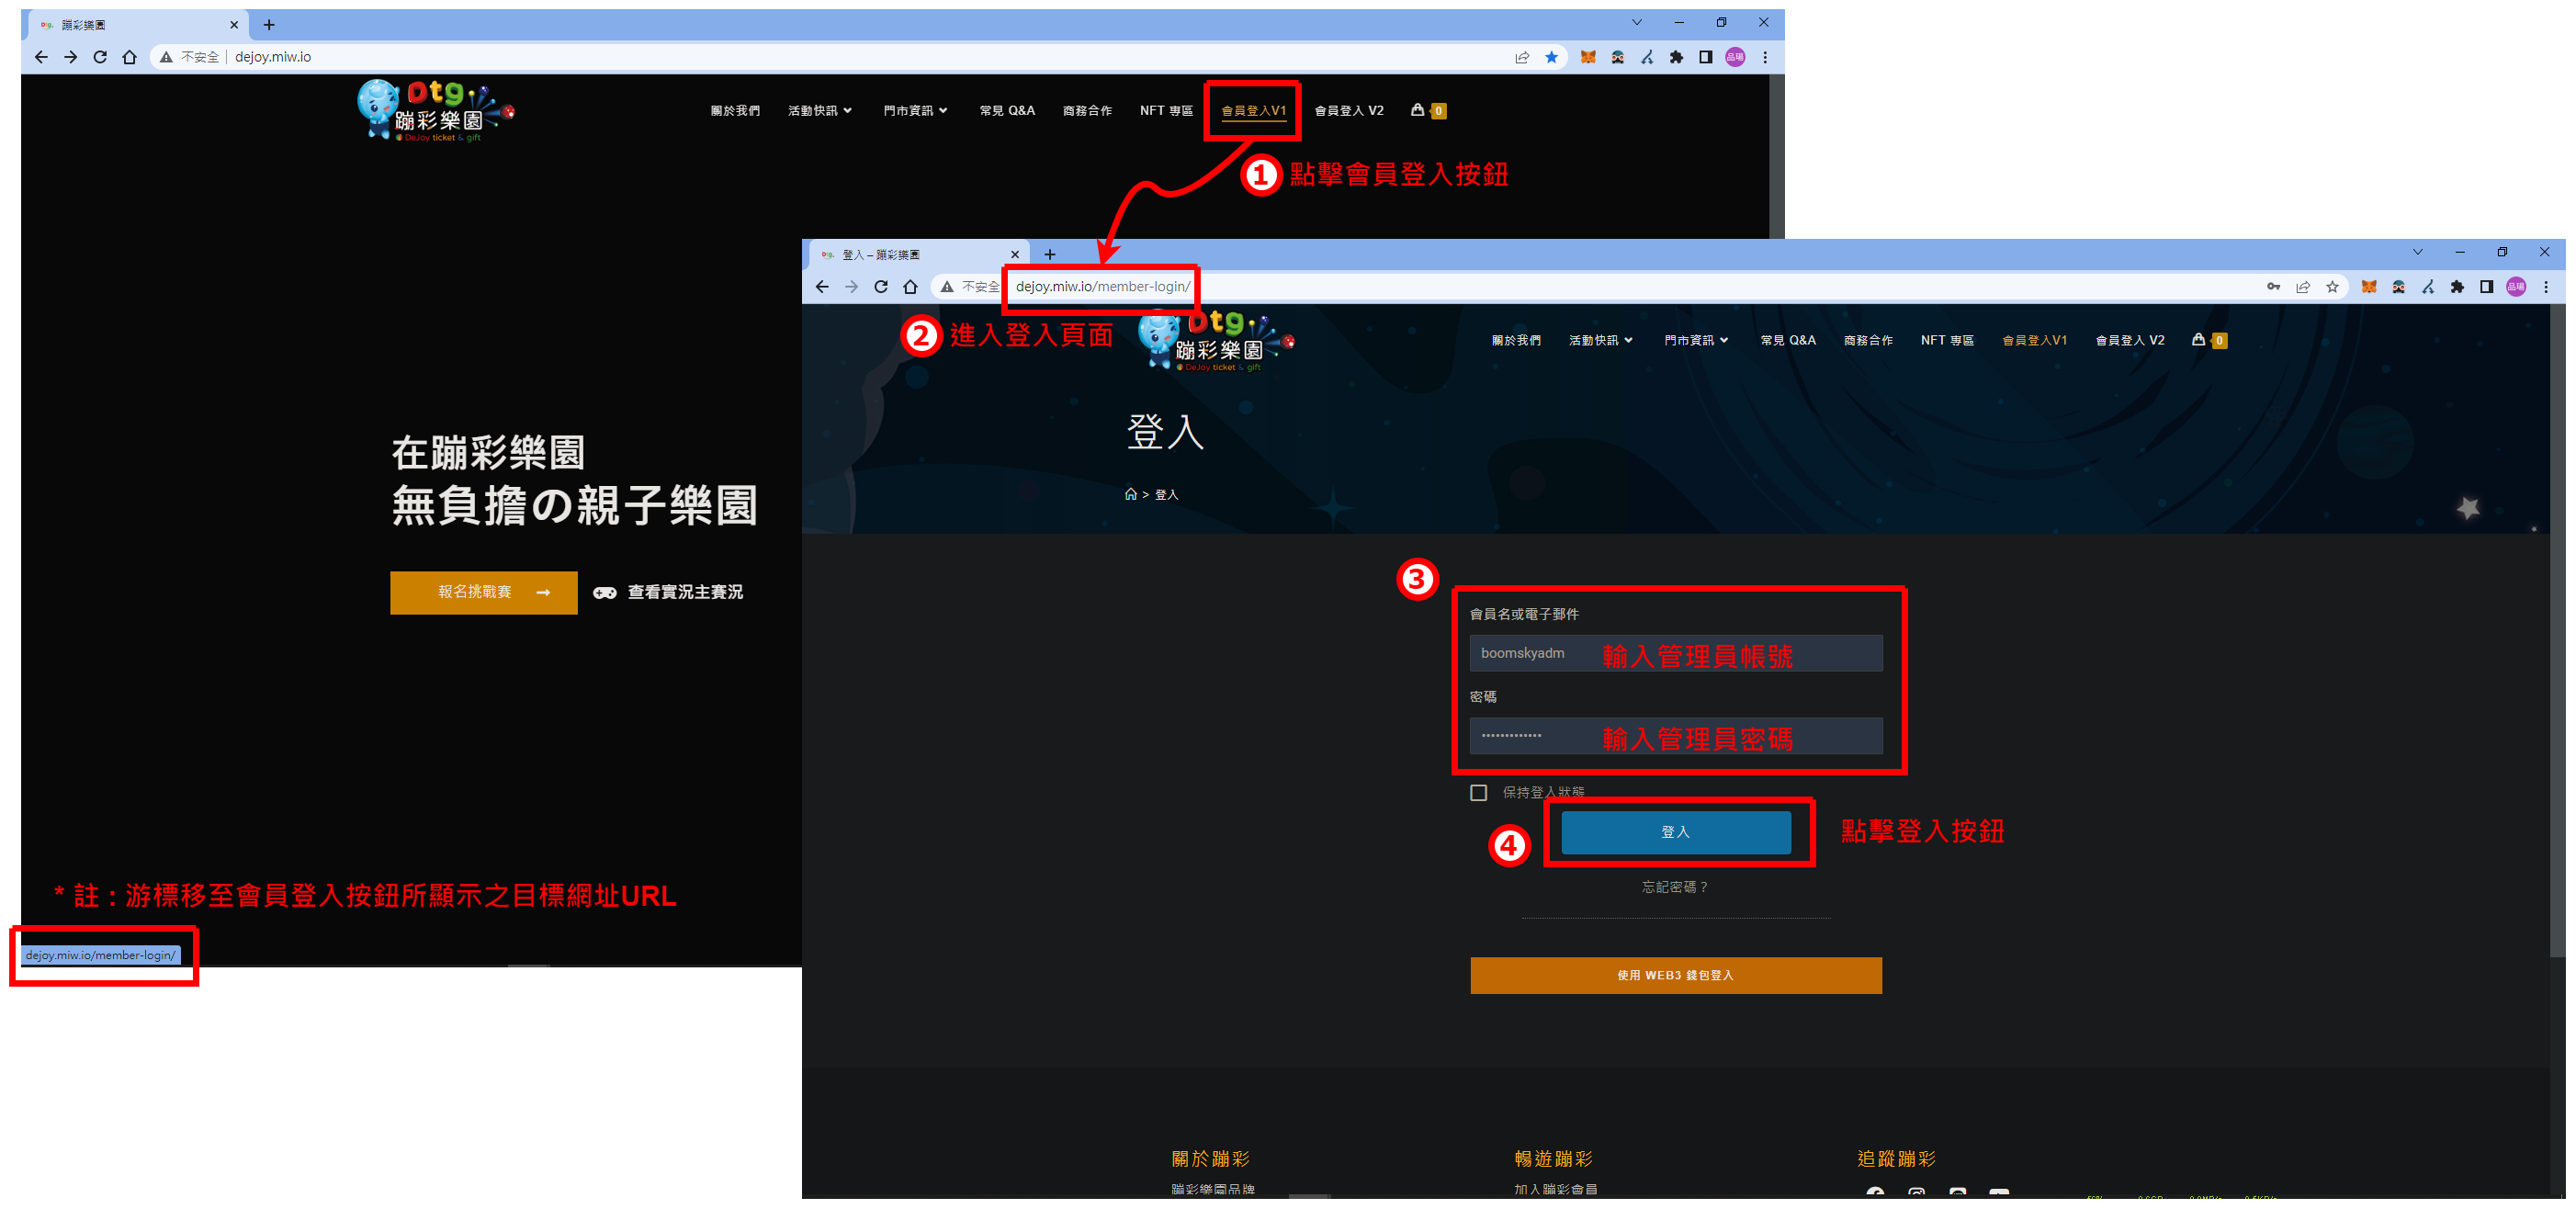 蹦彩樂園
不安全 dejoy.miw.io
Dtg
蹦彩樂園
DeJoy ticket & gift
關於我們 活動快訊 門市資訊 常見 Q&A 商務合作 NFT 專區 會員登入V1 會員登入 V2 0
1 點擊會員登入按鈕
在蹦彩樂園
無負擔の親子樂園
報名挑戰賽 → 查看實況主賽況
* 註：游標移至會員登入按鈕所顯示之目標網址URL
dejoy.miw.io/member-login/
登入 – 蹦彩樂園
不安全 dejoy.miw.io/member-login/
品瑒
2 進入登入頁面
Dtg
蹦彩樂園
DeJoy ticket & gift
關於我們 活動快訊 門市資訊 常見 Q&A 商務合作 NFT 專區 會員登入V1 會員登入 V2 0
登入
> 登入
3
會員名或電子郵件
boomskyadm 輸入管理員帳號
密碼
••••••••••••• 輸入管理員密碼
保持登入狀態
4 登入 點擊登入按鈕
忘記密碼？
使用 WEB3 錢包登入
關於蹦彩 暢遊蹦彩 追蹤蹦彩
蹦彩樂園品牌 加入蹦彩會員